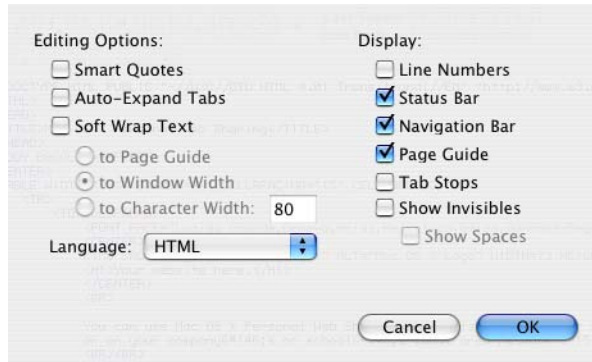 Editing Options:
Smart Quotes
Auto-Expand Tabs
Soft Wrap Text
to Page Guide
to Window Width
to Character Width: 80
Language: HTML
Display:
Line Numbers
Status Bar
Navigation Bar
Page Guide
Tab Stops
Show Invisibles
Show Spaces
Cancel
OK